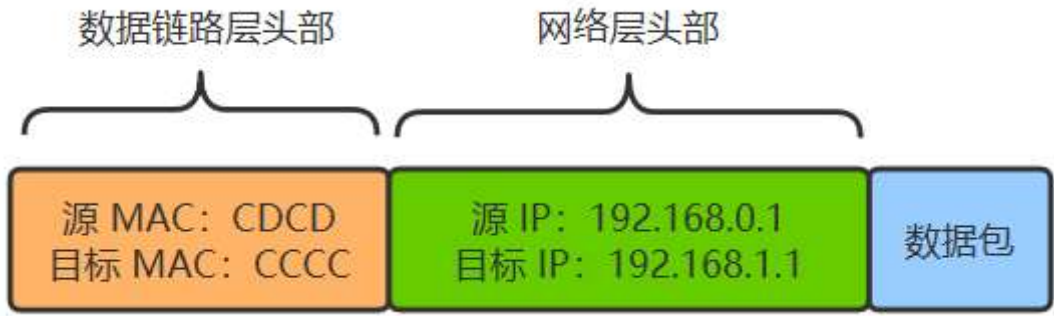 数据链路层头部
网络层头部
源 MAC：CDCD
目标 MAC：CCCC
源 IP：192.168.0.1
目标 IP：192.168.1.1
数据包